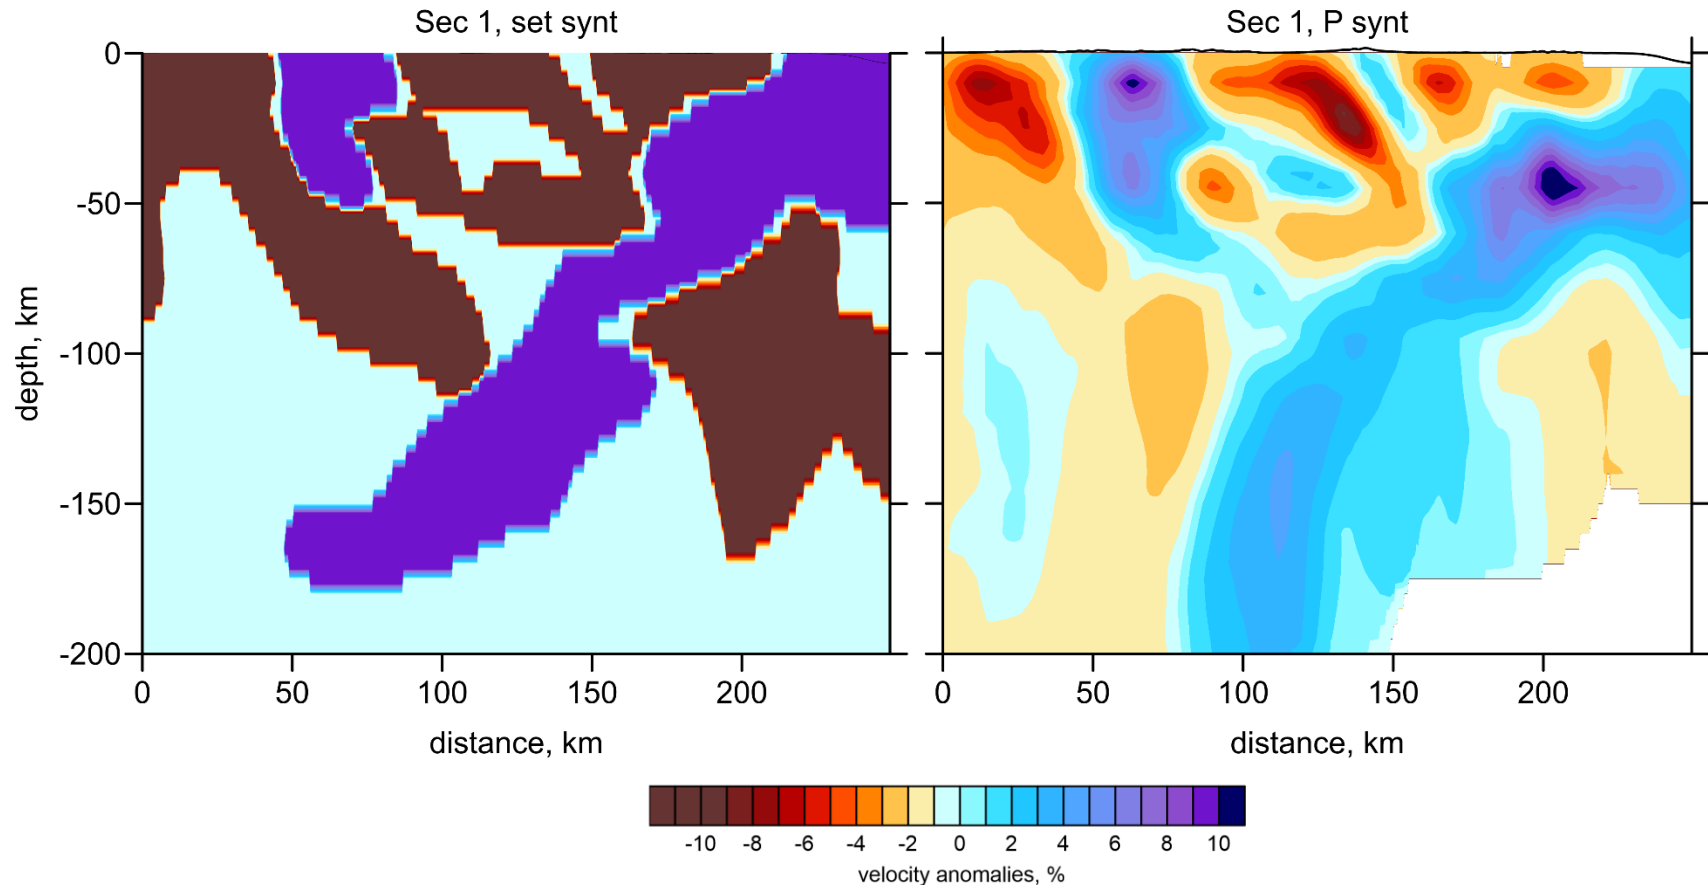 Sec 1, set synt
Sec 1, P synt
0
-50
-100
-150
-200
depth, km
0 50 100 150 200
0 50 100 150 200
distance, km
distance, km
-10 -8 -6 -4 -2 0 2 4 6 8 10
velocity anomalies, %